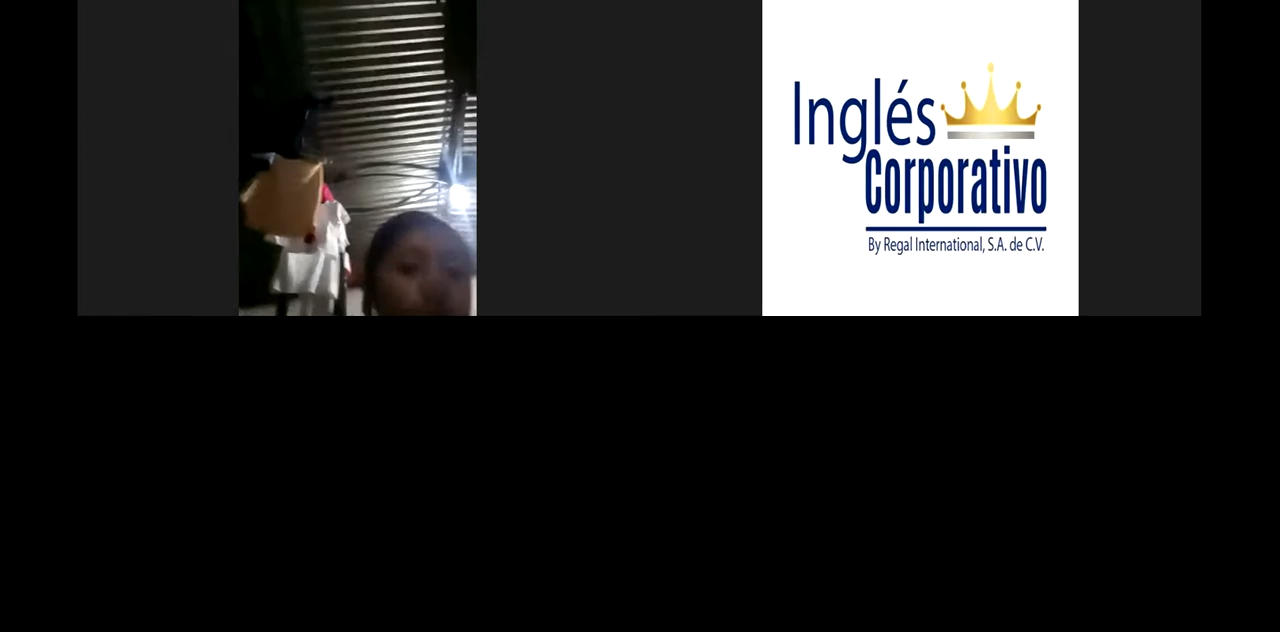 Inglés
Corporativo
By Regal International, S.A. de C.V.